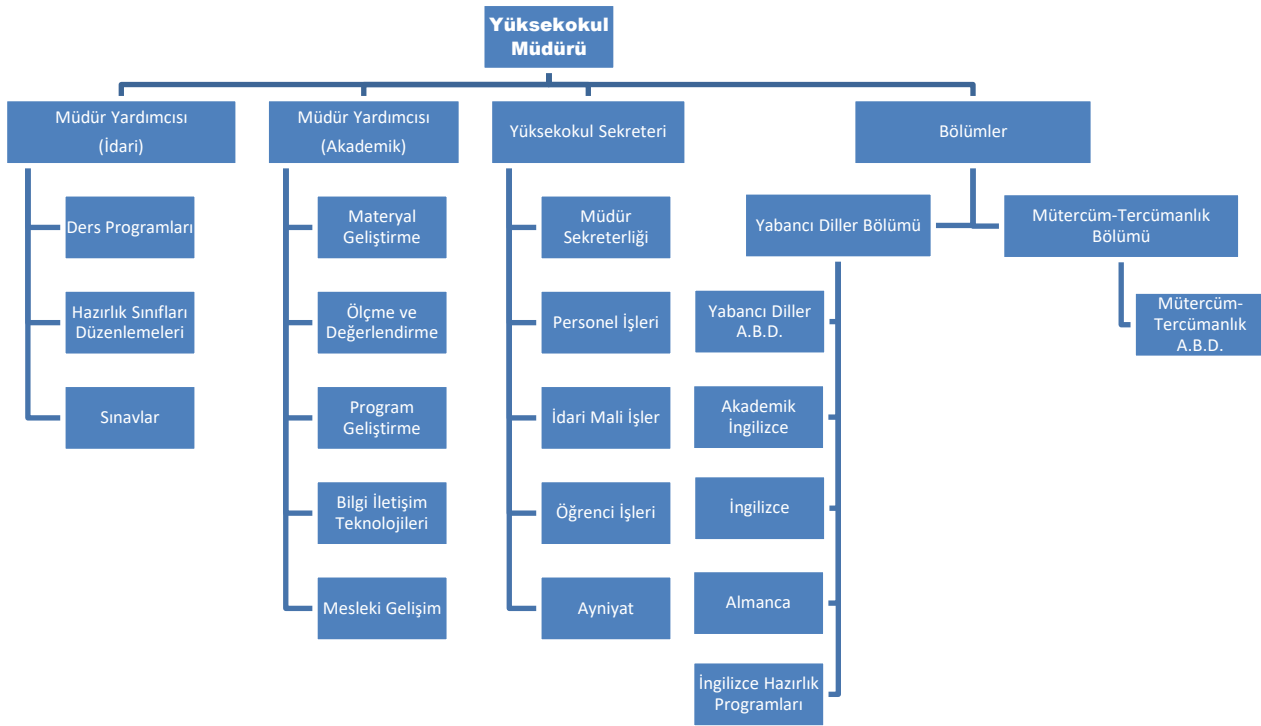 Yüksekokul
Müdürü
Müdür Yardımcısı
(İdari)
Ders Programları
Hazırlık Sınıfları
Düzenlemeleri
Sınavlar
Müdür Yardımcısı
(Akademik)
Materyal
Geliştirme
Ölçme ve
Değerlendirme
Program
Geliştirme
Bilgi İletişim
Teknolojileri
Mesleki Gelişim
Yüksekokul Sekreteri
Müdür
Sekreterliği
Personel İşleri
İdari Mali İşler
Öğrenci İşleri
Ayniyat
Bölümler
Yabancı Diller Bölümü
Yabancı Diller
A.B.D.
Akademik
İngilizce
İngilizce
Almanca
İngilizce Hazırlık
Programları
Mütercüm-Tercümanlık
Bölümü
Mütercüm-
Tercümanlık
A.B.D.